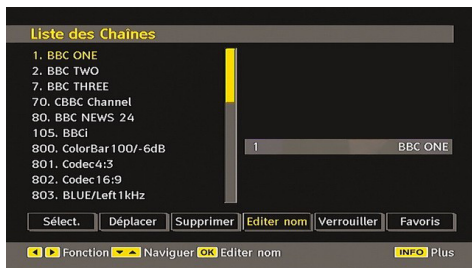 Liste des Chaînes
1. BBC ONE
2. BBC TWO
7. BBC THREE
70. CBBC Channel
80. BBC NEWS 24
105. BBCi
800. ColorBar100/-6dB
801. Codec4:3
802. Codec16:9
803. BLUE/Left1kHz
1 BBC ONE
Sélect. Déplacer Supprimer Editer nom Verrouiller Favoris
Fonction Naviguer OK Editer nom INFO Plus